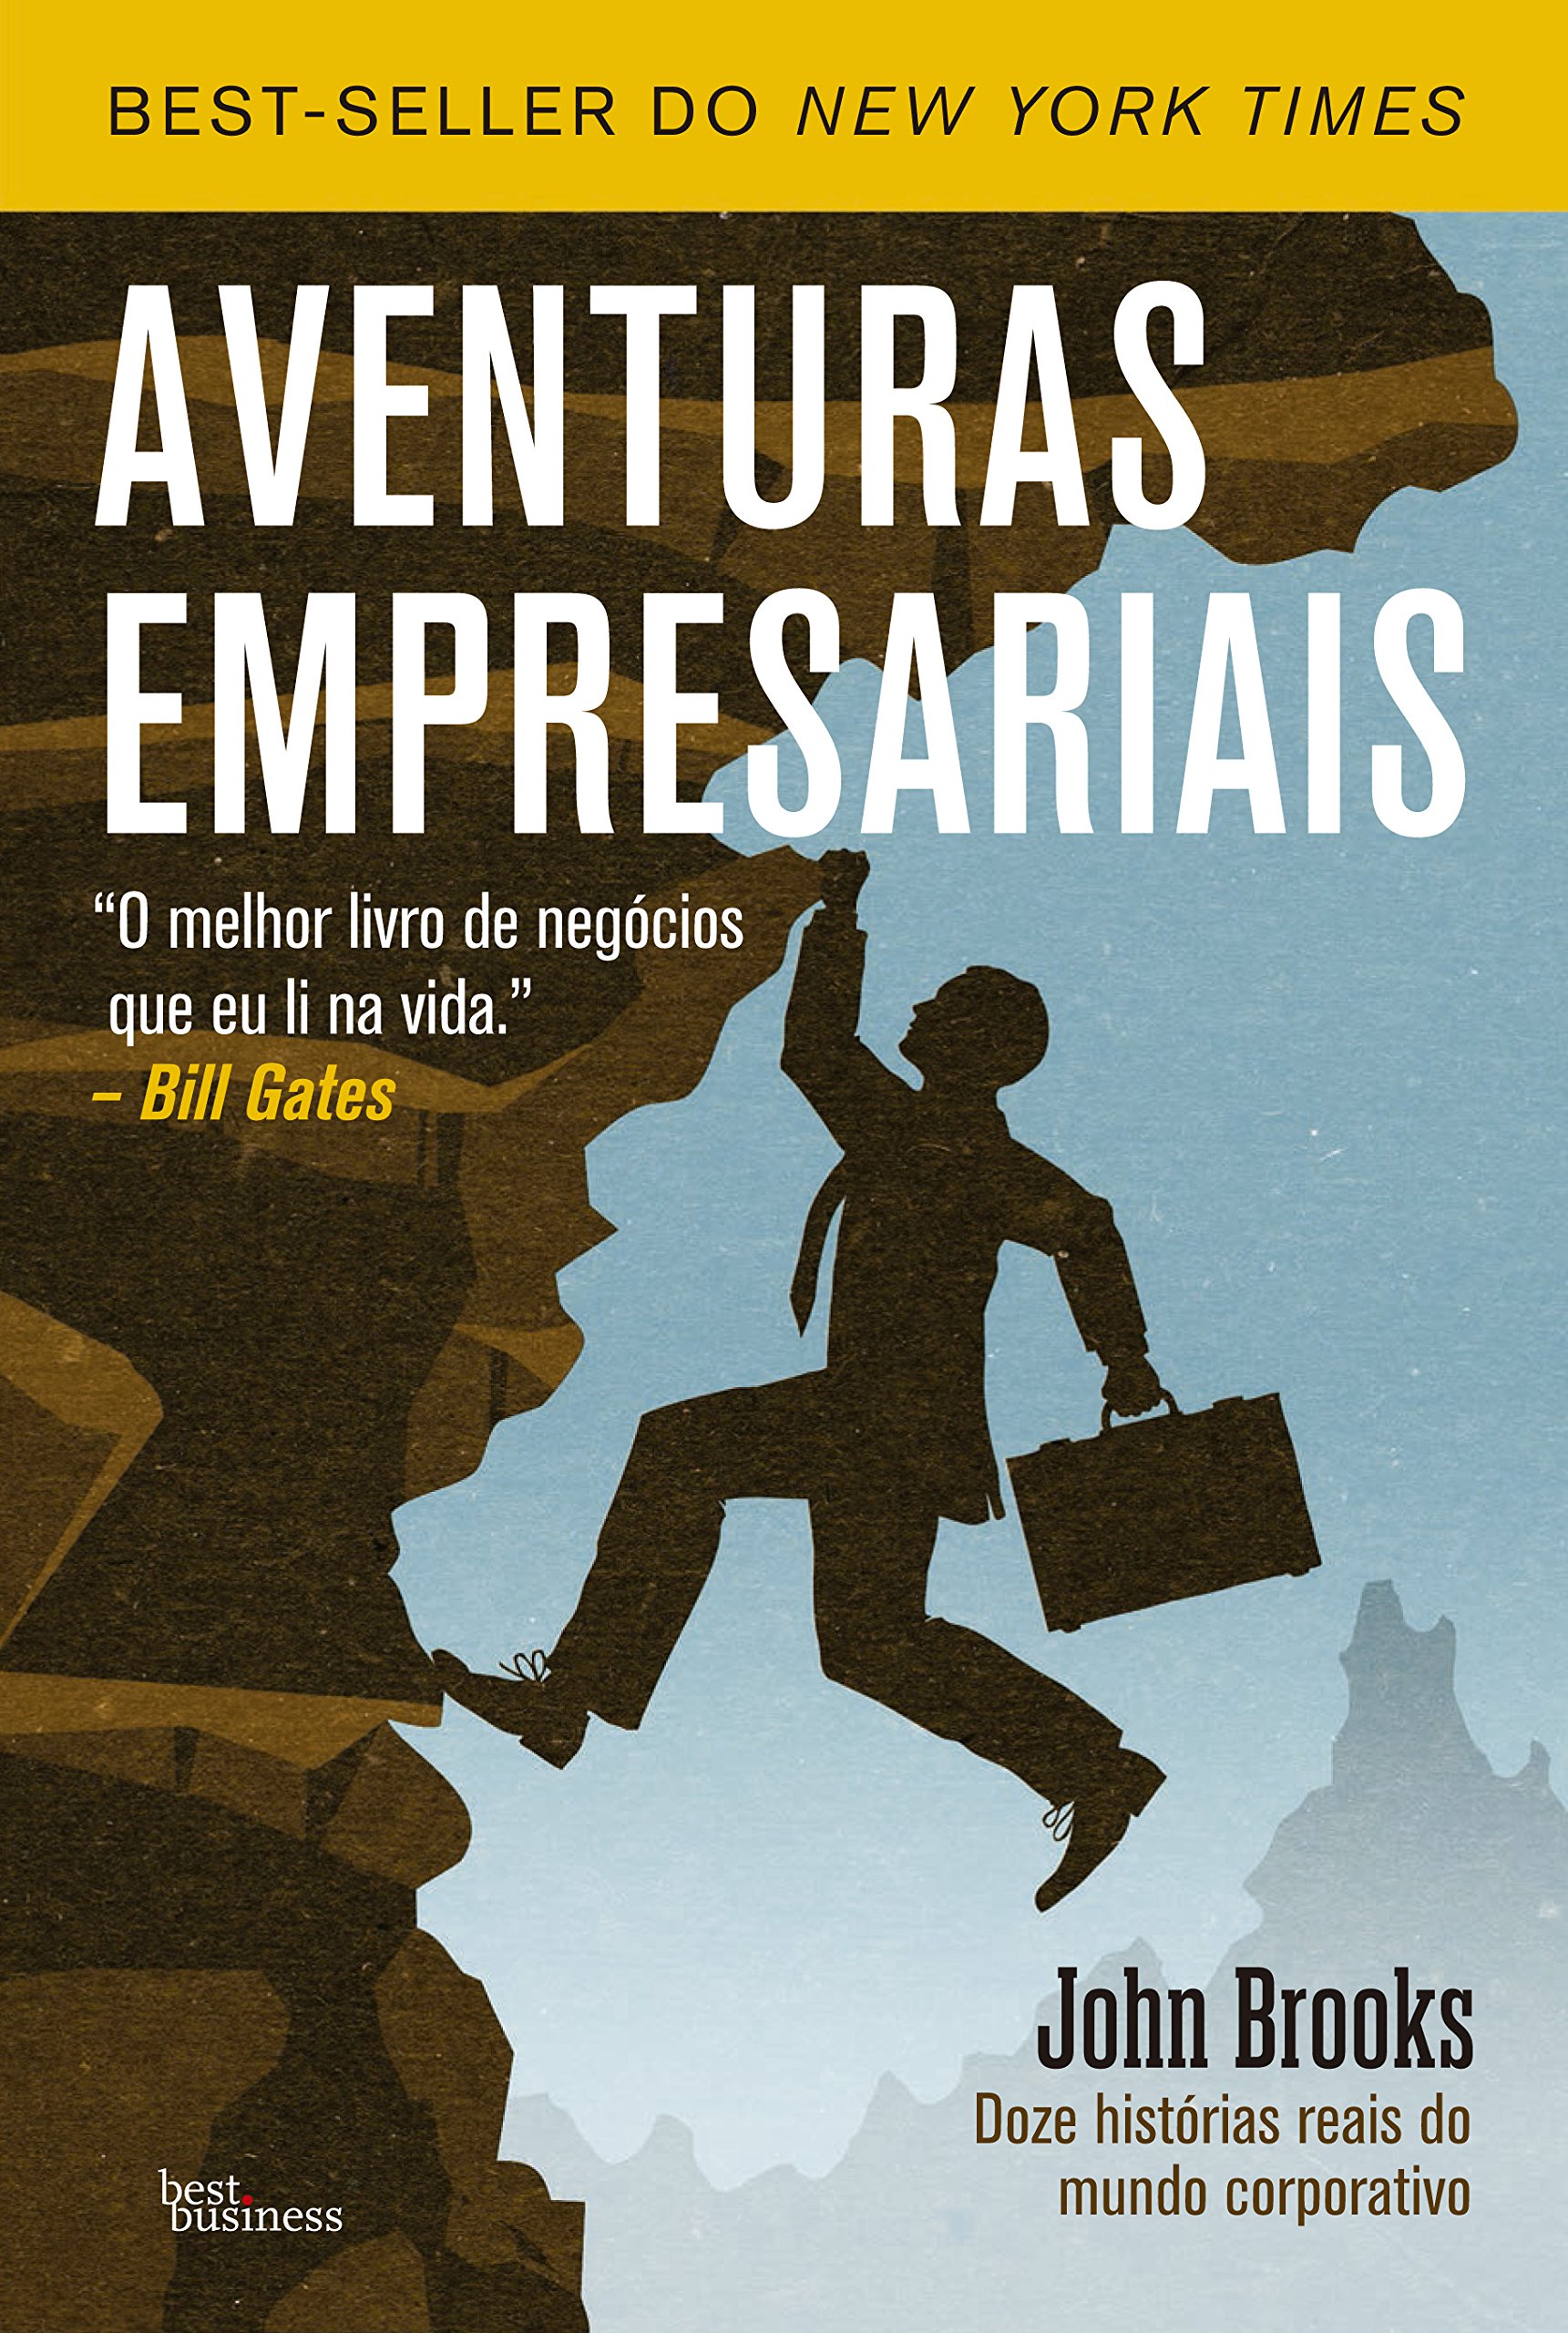 BEST-SELLER DO NEW YORK TIMES
AVENTURAS
EMPRESARIAIS
“O melhor livro de negócios
que eu li na vida.”
– Bill Gates
John Brooks
Doze histórias reais do
mundo corporativo
best.
business